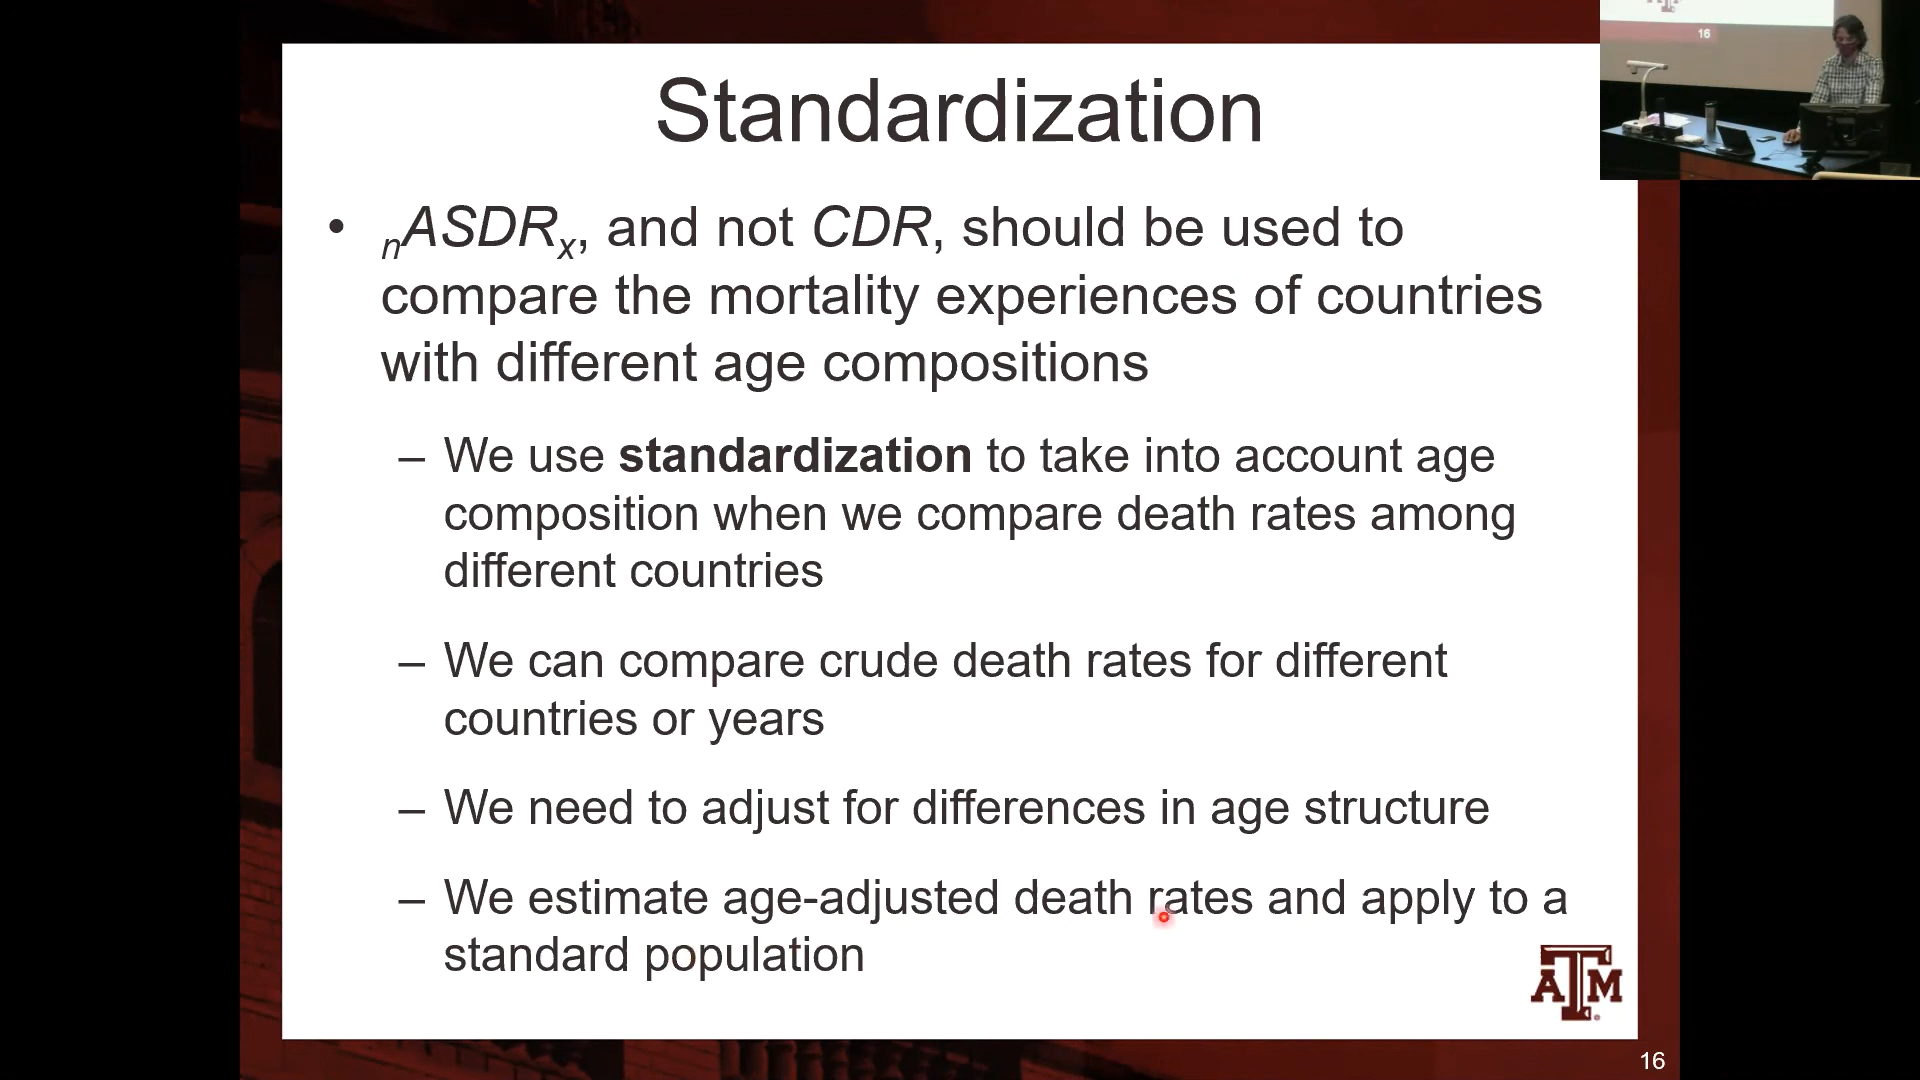 Standardization
• nASDRx, and not CDR, should be used to
compare the mortality experiences of countries
with different age compositions
– We use standardization to take into account age
composition when we compare death rates among
different countries
– We can compare crude death rates for different
countries or years
– We need to adjust for differences in age structure
– We estimate age-adjusted death rates and apply to a
standard population
ATM
16
16